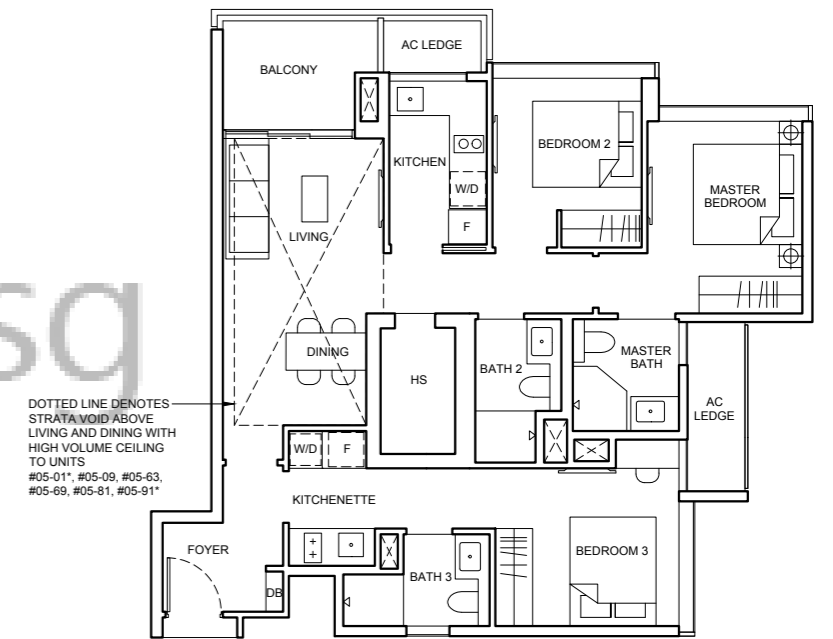 AC LEDGE
BALCONY
KITCHEN
BEDROOM 2
W/D
MASTER
BEDROOM
F
LIVING
sg
DINING
HS
BATH 2
MASTER
BATH
AC
LEDGE
DOTTED LINE DENOTES
STRATA VOID ABOVE
LIVING AND DINING WITH
HIGH VOLUME CEILING
TO UNITS
#05-01*, #05-09, #05-63,
#05-69, #05-81, #05-91*
W/D
F
KITCHENETTE
FOYER
BEDROOM 3
BATH 3
DB